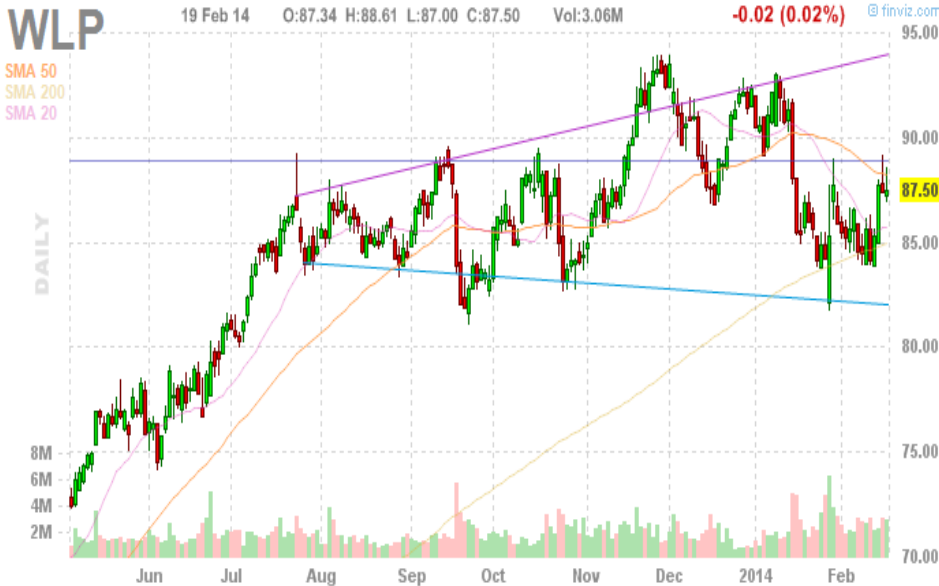 WLP
19 Feb 14 O:87.34 H:88.61 L:87.00 C:87.50 Vol:3.06M -0.02 (0.02%)
© finviz.com
SMA 50
SMA 200
SMA 20
DAILY
95.00
90.00
87.50
85.00
80.00
75.00
70.00
8M
6M
4M
2M
Jun Jul Aug Sep Oct Nov Dec 2014 Feb